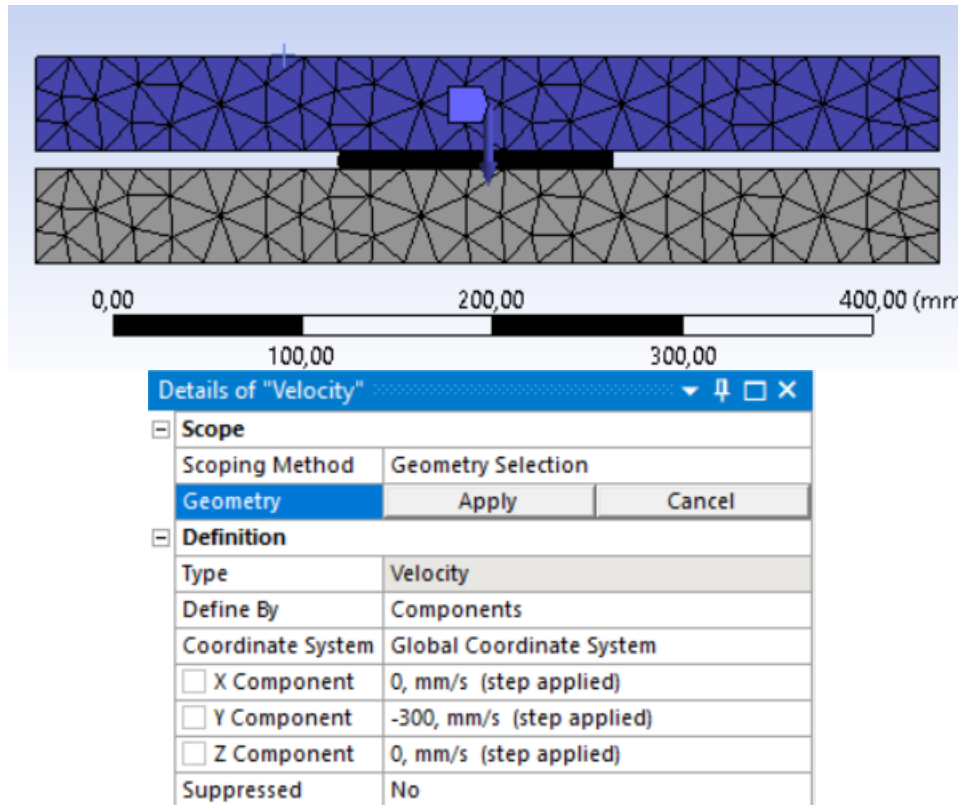 0,00 200,00 400,00 (mm
100,00 300,00
Details of "Velocity"
Scope
Scoping Method Geometry Selection
Geometry Apply Cancel
Definition
Type Velocity
Define By Components
Coordinate System Global Coordinate System
X Component 0, mm/s (step applied)
Y Component -300, mm/s (step applied)
Z Component 0, mm/s (step applied)
Suppressed No